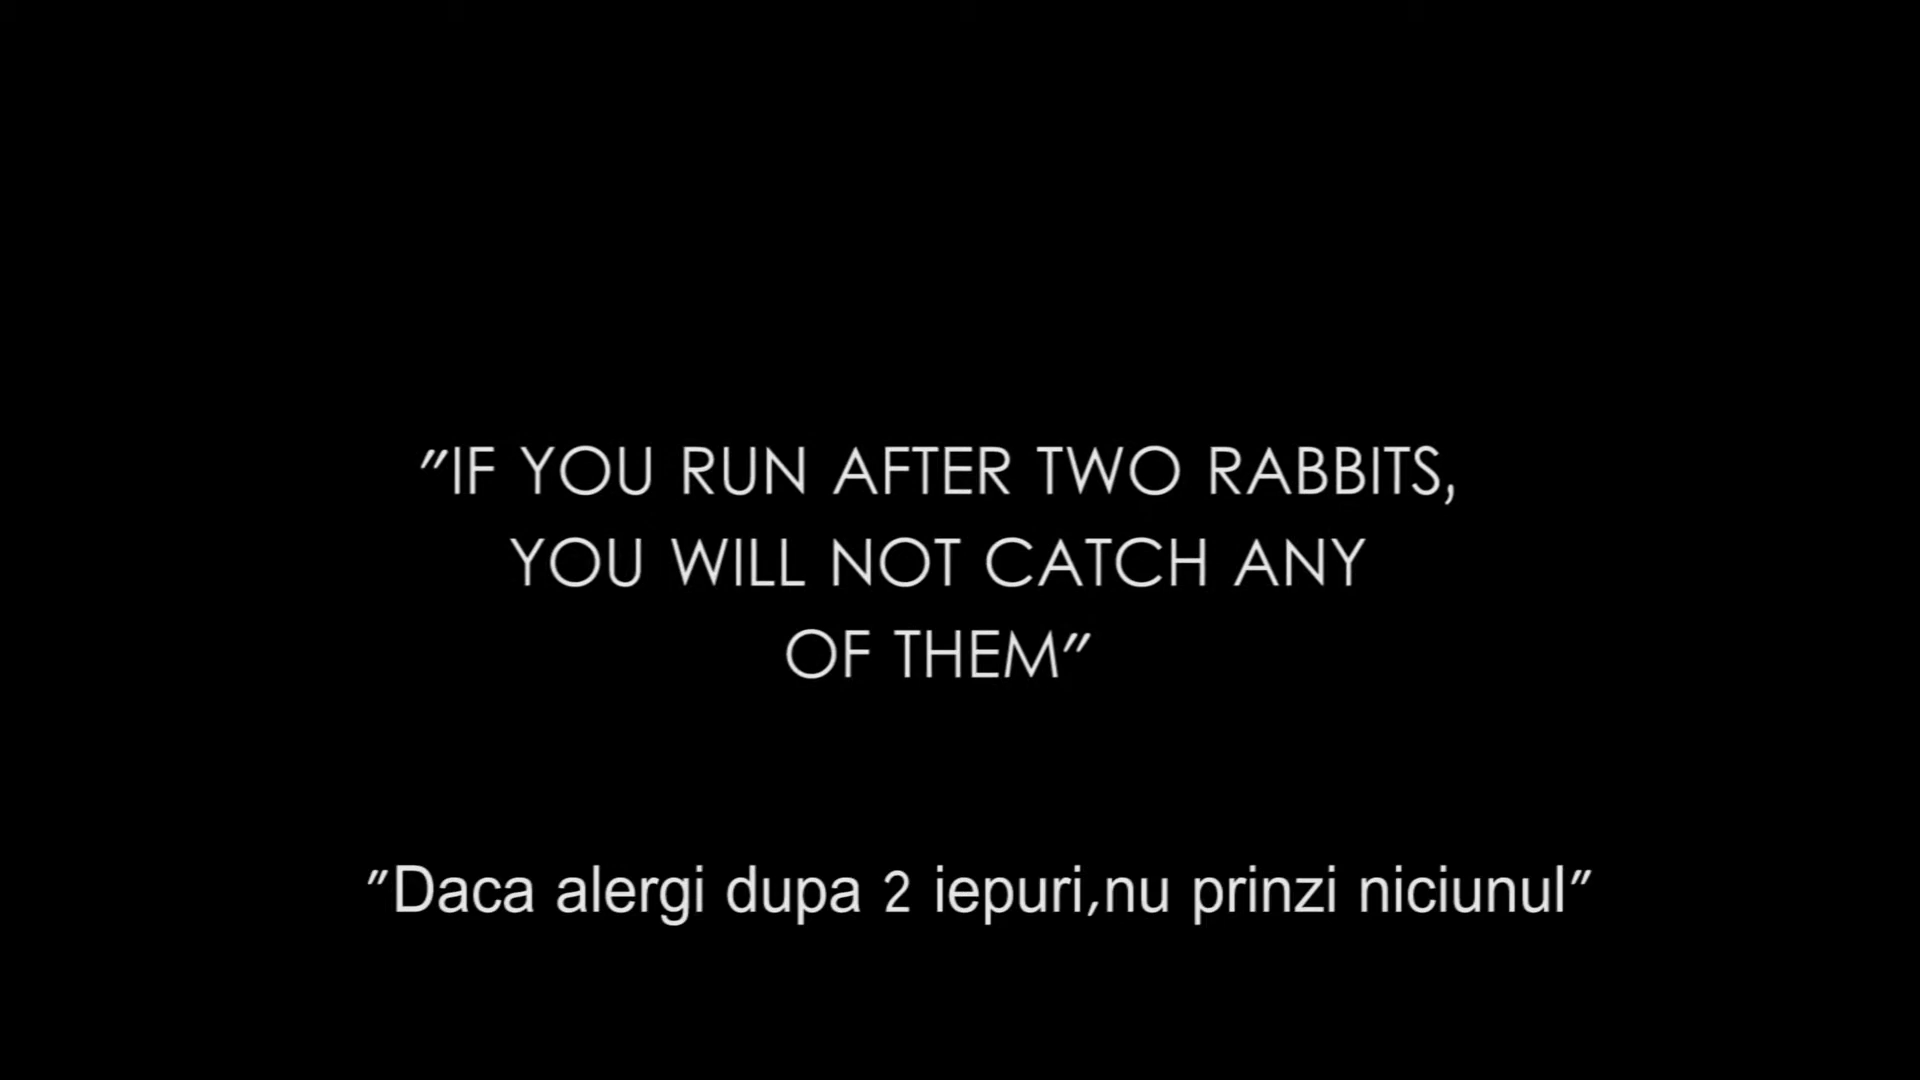 "IF YOU RUN AFTER TWO RABBITS,
YOU WILL NOT CATCH ANY
OF THEM"
"Daca alergi dupa 2 iepuri,nu prinzi niciunul"